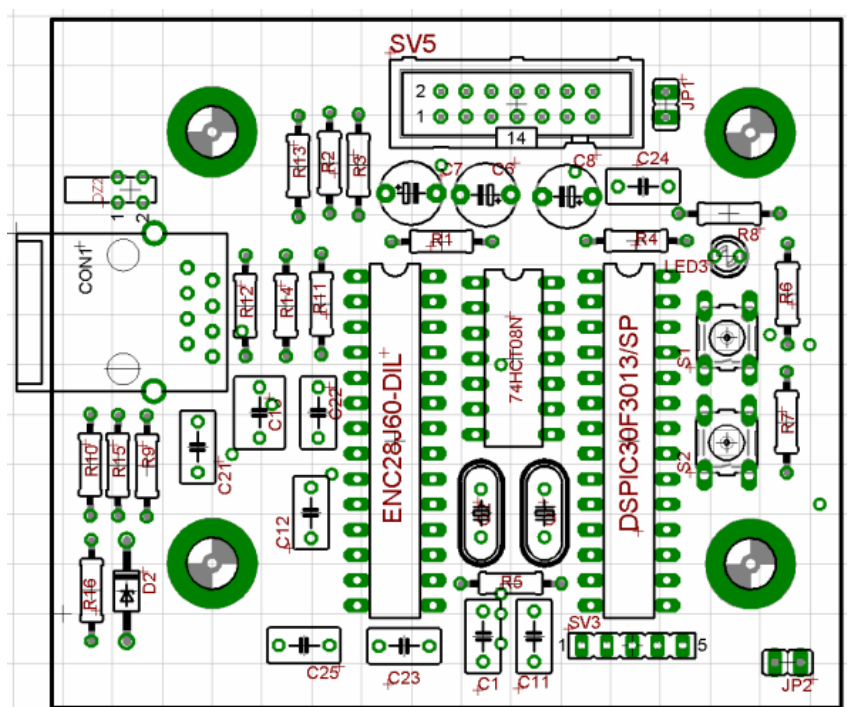 SV5
2
1
14
JP1
R13
R2
R3
C7
C6
C8
C24
DZ2
1
2
R1
R4
R8
LED3
CON1
R12
R14
R11
R6
74HCT08N
ENC28J60-DIL
DSPIC30F3013/SP
S1
C22
R7
S2
C21
R10
R15
R9
C12
R16
D2
R5
SV3
1
5
C25
C23
C1
C11
JP2